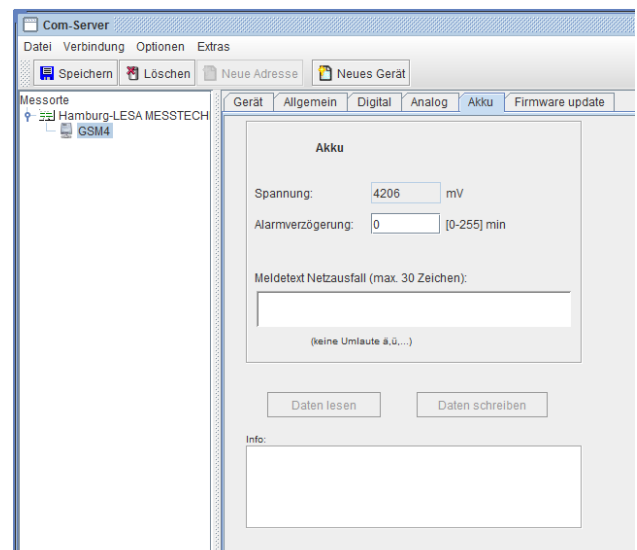 Com-Server
Datei Verbindung Optionen Extras
Speichern Löschen Neue Adresse Neues Gerät
Messorte
Hamburg-LESA MESSTECH
GSM4
Gerät Allgemein Digital Analog Akku Firmware update
Akku
Spannung: 4206 mV
Alarmverzögerung: 0 [0-255] min
Meldetext Netzausfall (max. 30 Zeichen):
(keine Umlaute ä,ü,...)
Daten lesen Daten schreiben
Info: